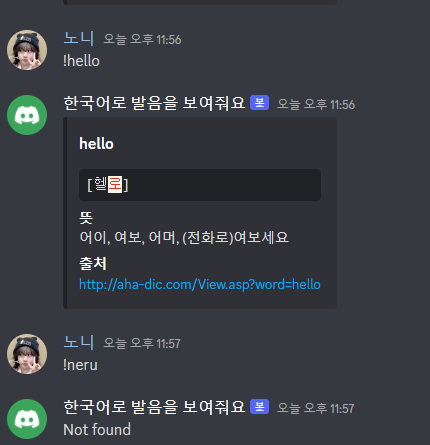 노니 오늘 오후 11:56
!hello
한국어로 발음을 보여줘요 봇 오늘 오후 11:56
hello
[헬로]
뜻
어이, 여보, 어머, (전화로)여보세요
출처
http://aha-dic.com/View.asp?word=hello
노니 오늘 오후 11:57
!neru
한국어로 발음을 보여줘요 봇 오늘 오후 11:57
Not found